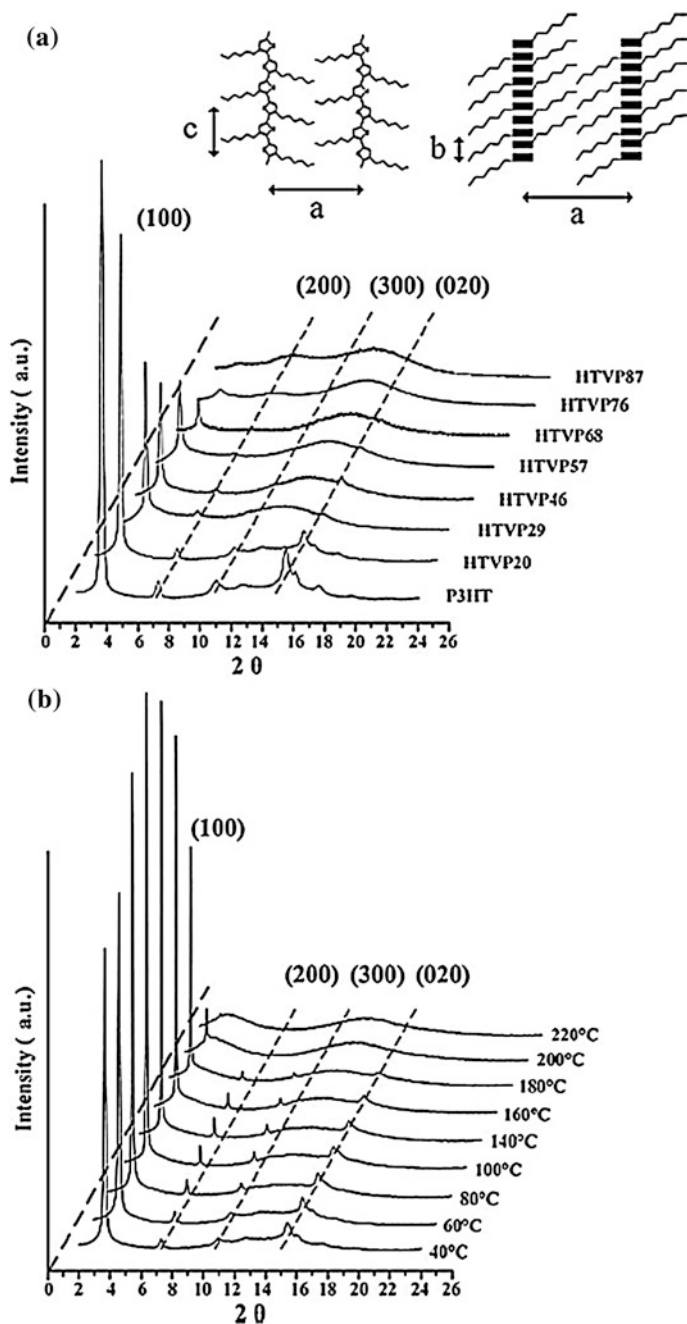 (a)
c
a
b
a
(100)
(200) (300) (020)
Intensity ( a.u.)
HTVP87
HTVP76
HTVP68
HTVP57
HTVP46
HTVP29
HTVP20
P3HT
0 2 4 6 8 10 12 14 16 18 20 22 24 26
2 θ
(b)
(100)
(200) (300) (020)
Intensity ( a.u.)
220°C
200°C
180°C
160°C
140°C
100°C
80°C
60°C
40°C
0 2 4 6 8 10 12 14 16 18 20 22 24 26
2 θ